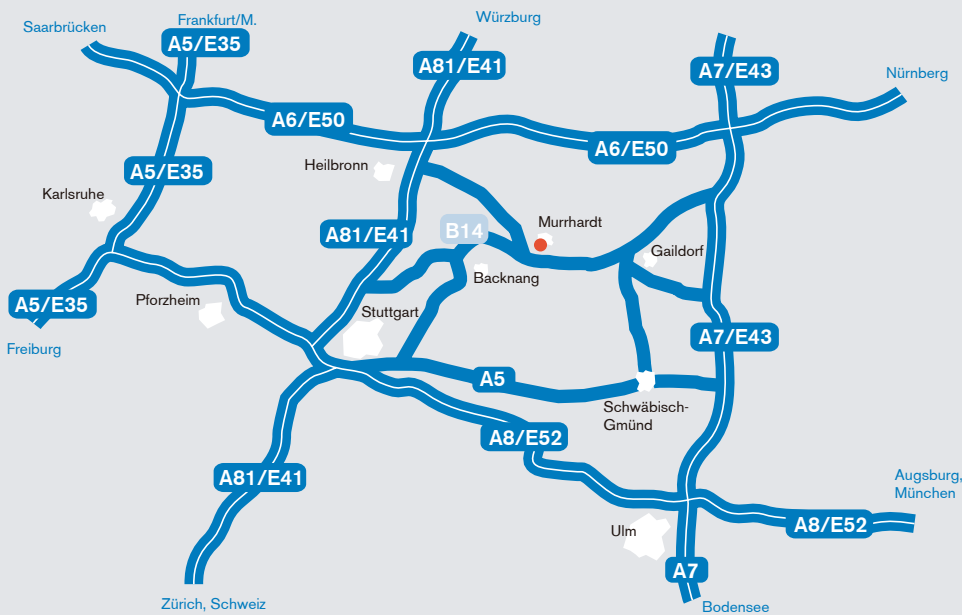 Würzburg
Frankfurt/M.
Saarbrücken
A5/E35
A81/E41
A7/E43
Nürnberg
A6/E50
A6/E50
Heilbronn
A5/E35
Karlsruhe
Murrhardt
B14
A81/E41
Gaildorf
Backnang
Pforzheim
A5/E35
Stuttgart
A7/E43
Freiburg
A5
Schwäbisch-
Gmünd
A8/E52
A81/E41
Augsburg,
München
A8/E52
Ulm
A7
Zürich, Schweiz
Bodensee